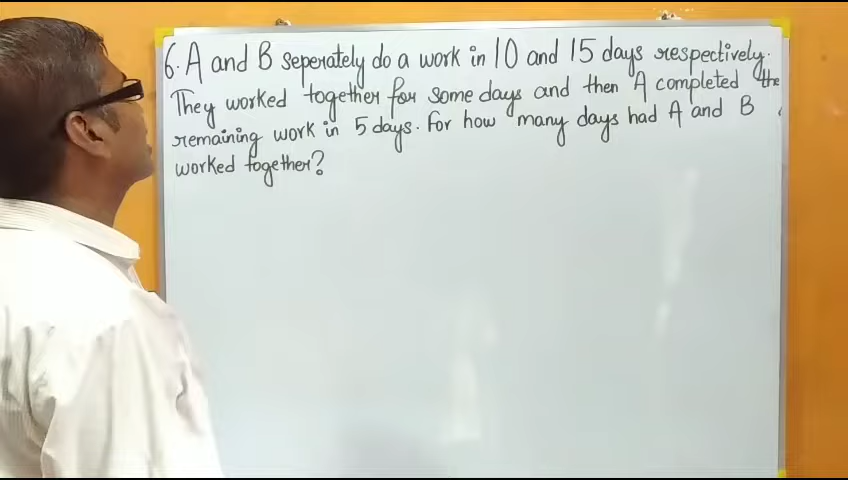 6. A and B seperately do a work in 10 and 15 days respectively.
They worked together for some days and then A completed the
remaining work in 5 days. For how many days had A and B
worked together?